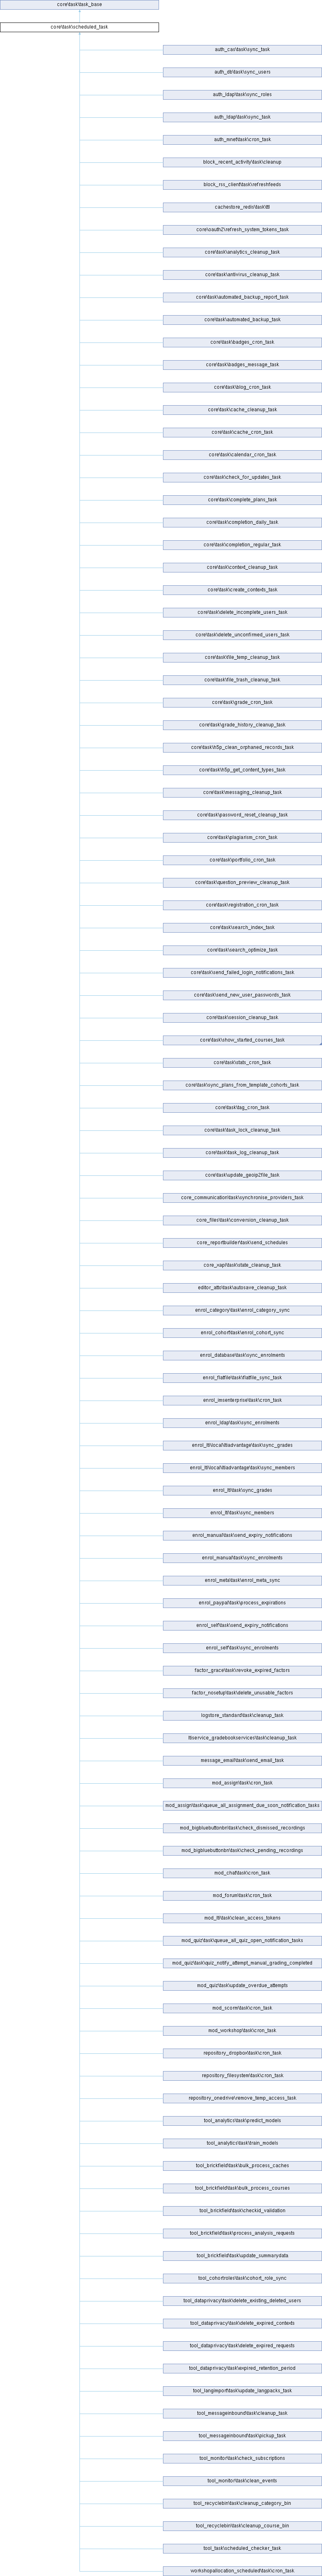 core\task\task_base
core\task\scheduled_task
auth_cas\task\sync_task
auth_db\task\sync_users
auth_ldap\task\sync_roles
auth_ldap\task\sync_task
auth_mnet\task\cron_task
block_recent_activity\task\cleanup
block_rss_client\task\refreshfeeds
cachestore_redis\task\ttl
core\oauth2\refresh_system_tokens_task
core\task\analytics_cleanup_task
core\task\antivirus_cleanup_task
core\task\automated_backup_report_task
core\task\automated_backup_task
core\task\badges_cron_task
core\task\badges_message_task
core\task\blog_cron_task
core\task\cache_cleanup_task
core\task\cache_cron_task
core\task\calendar_cron_task
core\task\check_for_updates_task
core\task\complete_plans_task
core\task\completion_daily_task
core\task\completion_regular_task
core\task\context_cleanup_task
core\task\create_contexts_task
core\task\delete_incomplete_users_task
core\task\delete_unconfirmed_users_task
core\task\file_temp_cleanup_task
core\task\file_trash_cleanup_task
core\task\grade_cron_task
core\task\grade_history_cleanup_task
core\task\h5p_clean_orphaned_records_task
core\task\h5p_get_content_types_task
core\task\messaging_cleanup_task
core\task\password_reset_cleanup_task
core\task\plagiarism_cron_task
core\task\portfolio_cron_task
core\task\question_preview_cleanup_task
core\task\registration_cron_task
core\task\search_index_task
core\task\search_optimize_task
core\task\send_failed_login_notifications_task
core\task\send_new_user_passwords_task
core\task\session_cleanup_task
core\task\show_started_courses_task
core\task\stats_cron_task
core\task\sync_plans_from_template_cohorts_task
core\task\tag_cron_task
core\task\task_lock_cleanup_task
core\task\task_log_cleanup_task
core\task\update_geoip2file_task
core_communication\task\synchronise_providers_task
core_files\task\conversion_cleanup_task
core_reportbuilder\task\send_schedules
core_xapi\task\state_cleanup_task
editor_atto\task\autosave_cleanup_task
enrol_category\task\enrol_category_sync
enrol_cohort\task\enrol_cohort_sync
enrol_database\task\sync_enrolments
enrol_flatfile\task\flatfile_sync_task
enrol_imsenterprise\task\cron_task
enrol_ldap\task\sync_enrolments
enrol_lti\local\ltiadvantage\task\sync_grades
enrol_lti\local\ltiadvantage\task\sync_members
enrol_lti\task\sync_grades
enrol_lti\task\sync_members
enrol_manual\task\send_expiry_notifications
enrol_manual\task\sync_enrolments
enrol_meta\task\enrol_meta_sync
enrol_paypal\task\process_expirations
enrol_self\task\send_expiry_notifications
enrol_self\task\sync_enrolments
factor_grace\task\revoke_expired_factors
factor_nosetup\task\delete_unusable_factors
logstore_standard\task\cleanup_task
ltiservice_gradebookservices\task\cleanup_task
message_email\task\send_email_task
mod_assign\task\cron_task
mod_assign\task\queue_all_assignment_due_soon_notification_tasks
mod_bigbluebuttonbn\task\check_dismissed_recordings
mod_bigbluebuttonbn\task\check_pending_recordings
mod_chat\task\cron_task
mod_forum\task\cron_task
mod_lti\task\clean_access_tokens
mod_quiz\task\queue_all_quiz_open_notification_tasks
mod_quiz\task\quiz_notify_attempt_manual_grading_completed
mod_quiz\task\update_overdue_attempts
mod_scorm\task\cron_task
mod_workshop\task\cron_task
repository_dropbox\task\cron_task
repository_filesystem\task\cron_task
repository_onedrive\remove_temp_access_task
tool_analytics\task\predict_models
tool_analytics\task\train_models
tool_brickfield\task\bulk_process_caches
tool_brickfield\task\bulk_process_courses
tool_brickfield\task\checkid_validation
tool_brickfield\task\process_analysis_requests
tool_brickfield\task\update_summarydata
tool_cohortroles\task\cohort_role_sync
tool_dataprivacy\task\delete_existing_deleted_users
tool_dataprivacy\task\delete_expired_contexts
tool_dataprivacy\task\delete_expired_requests
tool_dataprivacy\task\expired_retention_period
tool_langimport\task\update_langpacks_task
tool_messageinbound\task\cleanup_task
tool_messageinbound\task\pickup_task
tool_monitor\task\check_subscriptions
tool_monitor\task\clean_events
tool_recyclebin\task\cleanup_category_bin
tool_recyclebin\task\cleanup_course_bin
tool_task\scheduled_checker_task
workshopallocation_scheduled\task\cron_task